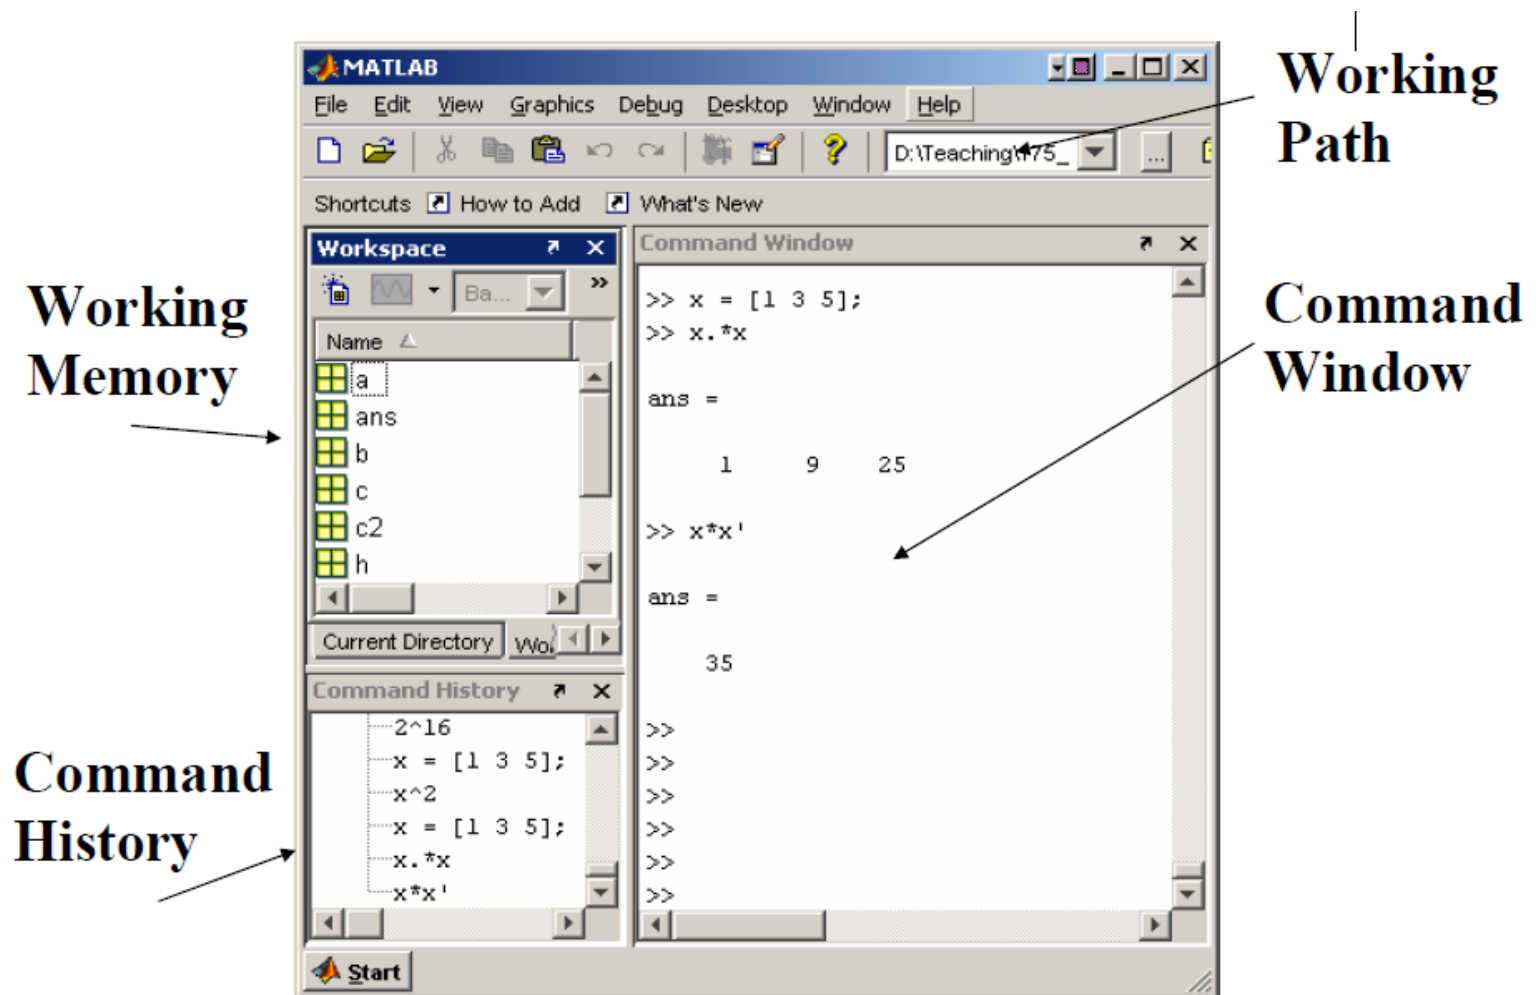 Working
Path
MATLAB
File Edit View Graphics Debug Desktop Window Help
D:\Teaching\
...
Shortcuts How to Add What's New
Working
Memory
Workspace
Ba...
»
Name
a
ans
b
c
c2
h
Current Directory
Command History
2^16
x = [1 3 5];
x^2
x = [1 3 5];
x.*x
x*x'
Command
History
Command Window
>> x = [1 3 5];
>> x.*x
ans =
1 9 25
>> x*x'
ans =
35
>>
>>
>>
>>
>>
>>
Command
Window
Start